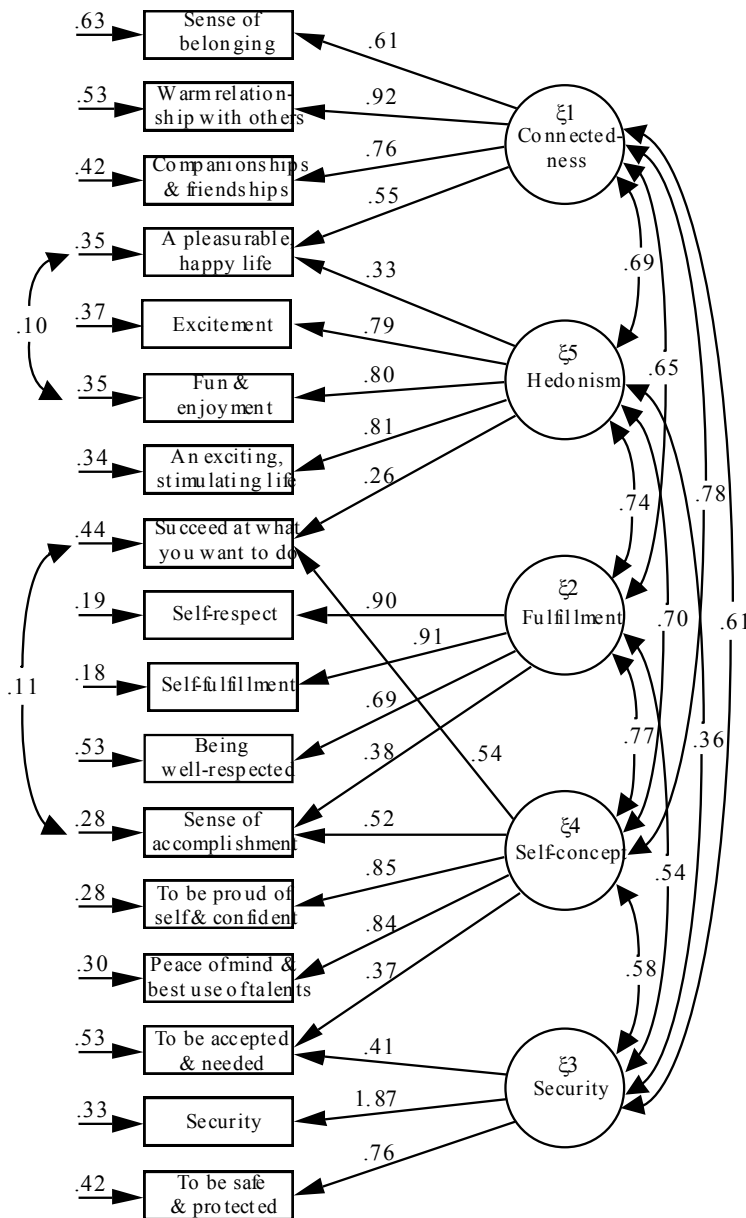 .63
Sense of
belonging
.61
ξ1
Connected-
ness
.53
Warm relation-
ship with others
.92
.42
Companionships
& friendships
.76
.55
.35
A pleasurable,
happy life
.33
.69
.10
.37
Excitement
.79
ξ5
Hedonism
.65
.35
Fun &
enjoyment
.80
.81
.34
An exciting,
stimulating life
.26
.74
.78
.44
Succeed at what
you want to do
.19
Self-respect
.90
ξ2
Fulfillment
.70
.61
.11
.18
Self-fulfillment
.91
.69
.53
Being
well-respected
.38
.54
.77
.36
.28
Sense of
accomplishment
.52
ξ4
Self-concept
.54
.28
To be proud of
self & confident
.85
.84
.30
Peace of mind &
best use of talents
.37
.58
.53
To be accepted
& needed
.41
ξ3
Security
.33
Security
1.87
.42
To be safe
& protected
.76